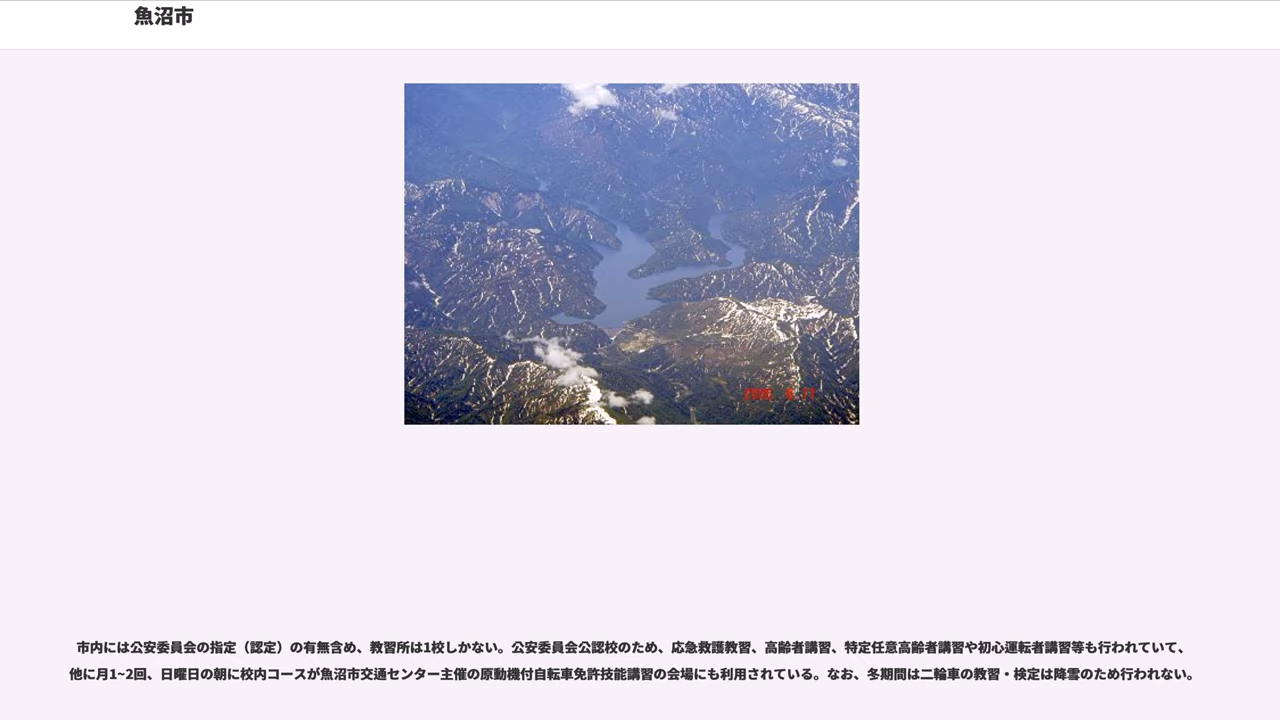 魚沼市
市内には公安委員会の指定（認定）の有無含め、教習所は1校しかない。公安委員会公認校のため、応急救護教習、高齢者講習、特定任意高齢者講習や初心運転者講習等も行われていて、
他に月1~2回、日曜日の朝に校内コースが魚沼市交通センター主催の原動機付自転車免許技能講習の会場にも利用されている。なお、冬期間は二輪車の教習・検定は降雪のため行われない。